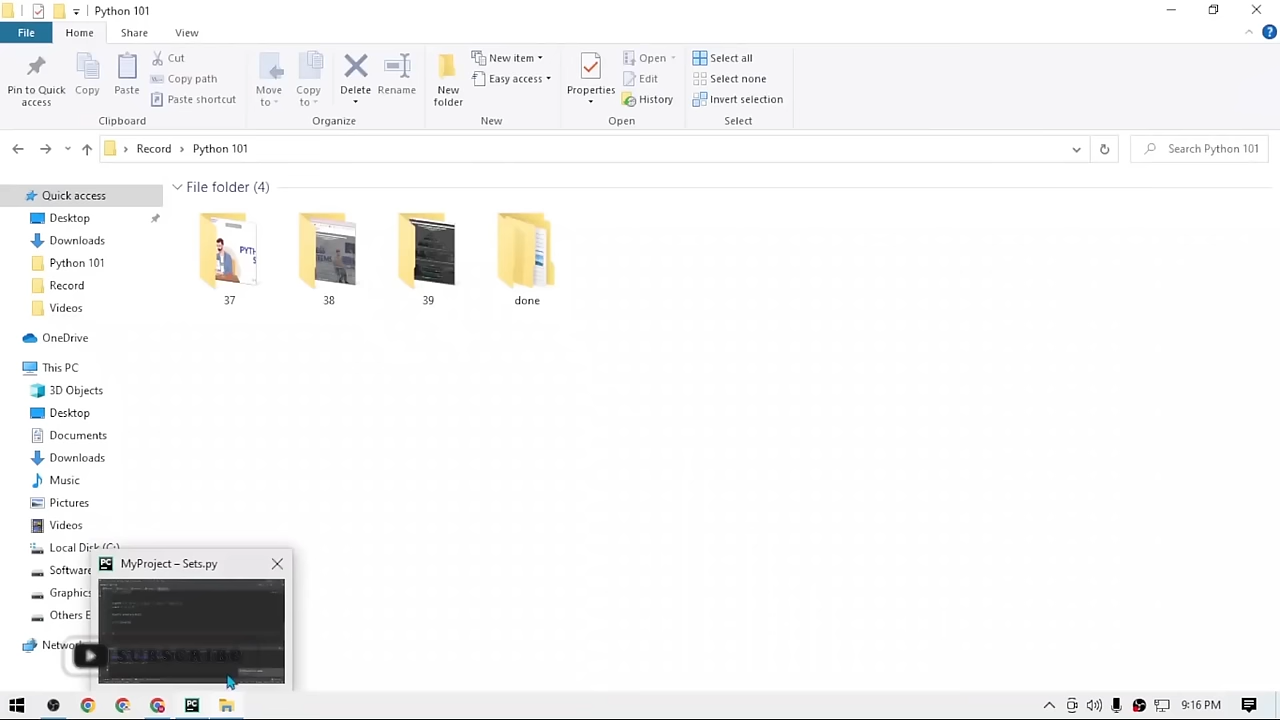 Python 101
File Home Share View
Pin to Quick access
Copy
Paste
Cut
Copy path
Paste shortcut
Move to
Copy to
Delete
Rename
New folder
New item
Easy access
Properties
Open
Edit
History
Select all
Select none
Invert selection
Clipboard Organize New Open Select
Record Python 101
Search Python 101
Quick access
Desktop
Downloads
Python 101
Record
Videos
OneDrive
This PC
3D Objects
Desktop
Documents
Downloads
Music
Pictures
Videos
Local Disk (C:)
Software
Graphics
Others E
Network
File folder (4)
37 38 39 done
PC MyProject – Sets.py
PC
9:16 PM